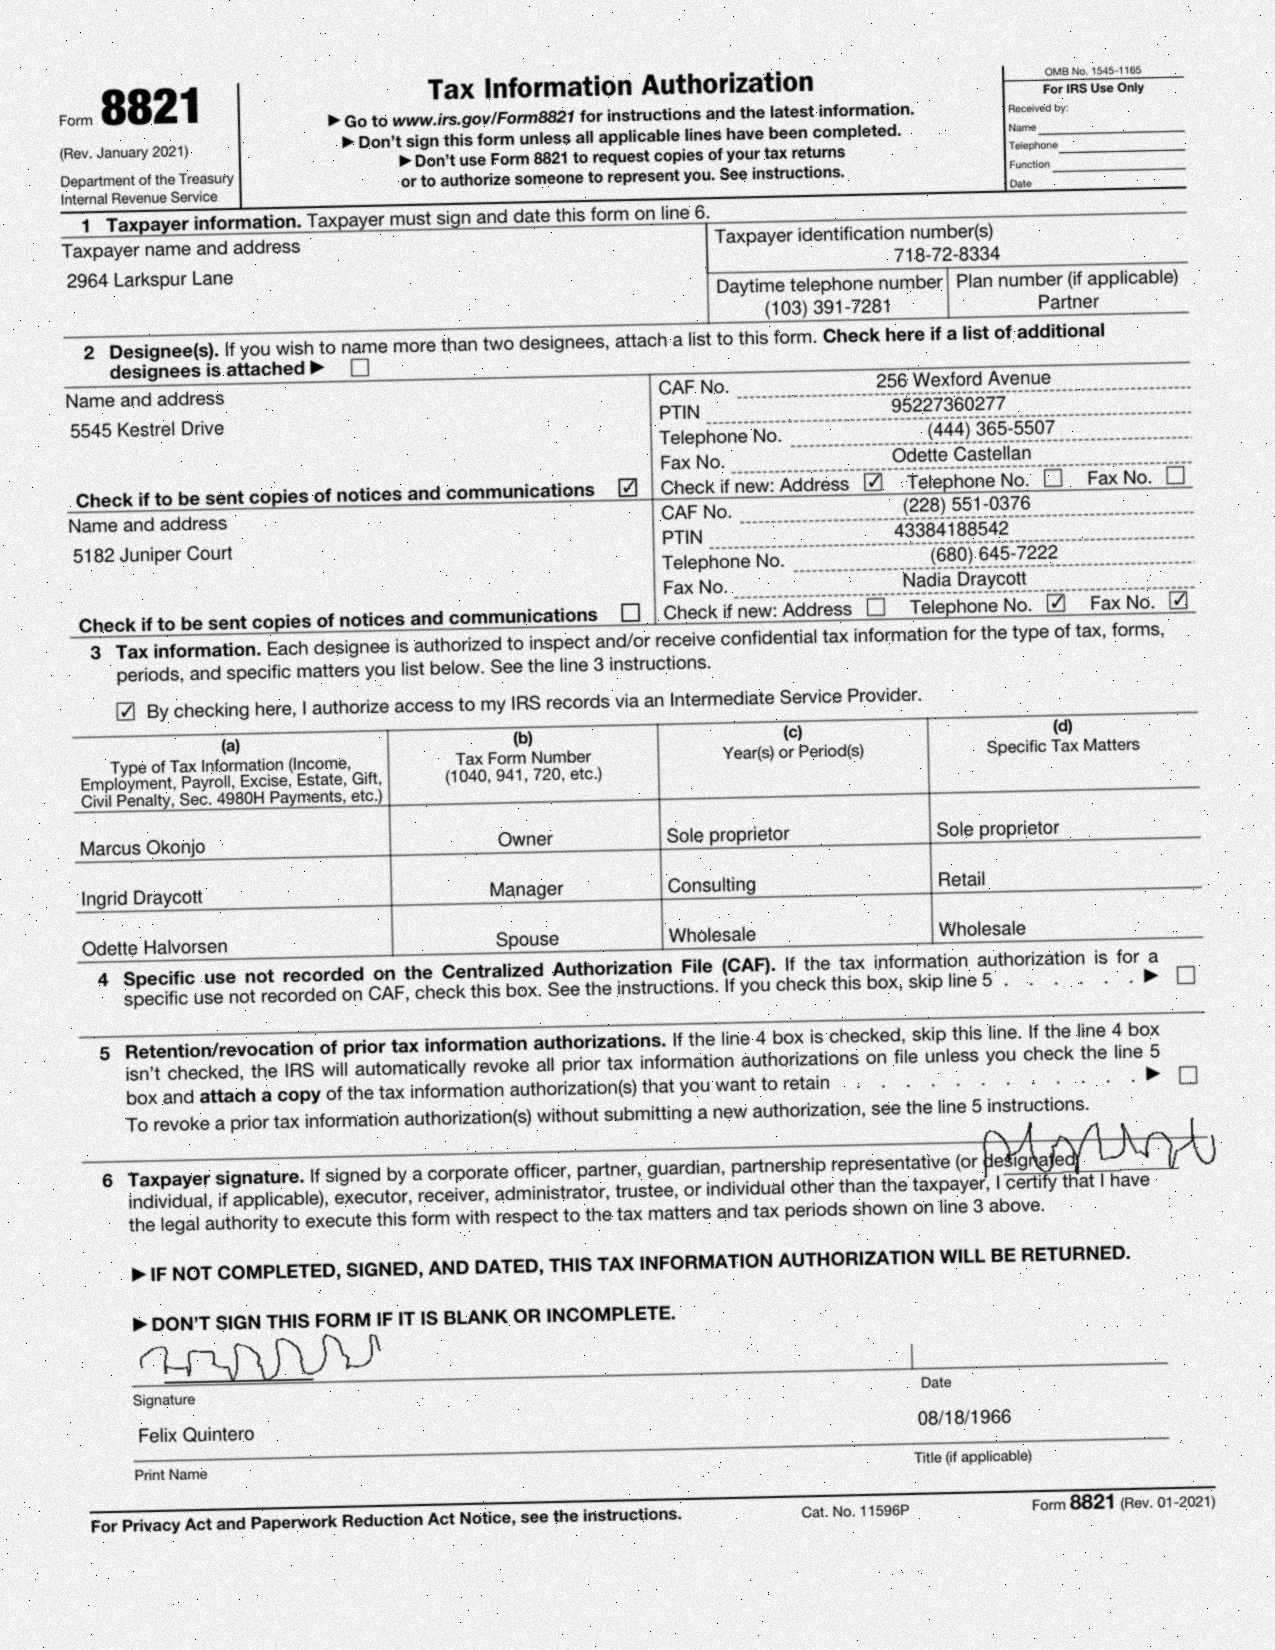 Form 8821
(Rev. January 2021)
Department of the Treasury
Internal Revenue Service
Tax Information Authorization
▶ Go to www.irs.gov/Form8821 for instructions and the latest information.
▶ Don't sign this form unless all applicable lines have been completed.
▶ Don't use Form 8821 to request copies of your tax returns
or to authorize someone to represent you. See instructions.
OMB No. 1545-1165
For IRS Use Only
Received by:
Name
Telephone
Function
Date
1 Taxpayer information. Taxpayer must sign and date this form on line 6.
Taxpayer name and address
2964 Larkspur Lane
Taxpayer identification number(s)
718-72-8334
Daytime telephone number
(103) 391-7281
Plan number (if applicable)
Partner
2 Designee(s). If you wish to name more than two designees, attach a list to this form. Check here if a list of additional
designees is attached ▶ ☐
Name and address
5545 Kestrel Drive
Check if to be sent copies of notices and communications ☑
CAF No. 256 Wexford Avenue
PTIN 95227360277
Telephone No. (444) 365-5507
Fax No. Odette Castellan
Check if new: Address ☑ Telephone No. ☐ Fax No. ☐
Name and address
5182 Juniper Court
Check if to be sent copies of notices and communications ☐
CAF No. (228) 551-0376
PTIN 43384188542
Telephone No. (680) 645-7222
Fax No. Nadia Draycott
Check if new: Address ☐ Telephone No. ☑ Fax No. ☑
3 Tax information. Each designee is authorized to inspect and/or receive confidential tax information for the type of tax, forms,
periods, and specific matters you list below. See the line 3 instructions.
☑ By checking here, I authorize access to my IRS records via an Intermediate Service Provider.
(a)
Type of Tax Information (Income,
Employment, Payroll, Excise, Estate, Gift,
Civil Penalty, Sec. 4980H Payments, etc.)
(b)
Tax Form Number
(1040, 941, 720, etc.)
(c)
Year(s) or Period(s)
(d)
Specific Tax Matters
Marcus Okonjo Owner Sole proprietor Sole proprietor
Ingrid Draycott Manager Consulting Retail
Odette Halvorsen Spouse Wholesale Wholesale
4 Specific use not recorded on the Centralized Authorization File (CAF). If the tax information authorization is for a
specific use not recorded on CAF, check this box. See the instructions. If you check this box, skip line 5 . . . . . . ▶ ☐
5 Retention/revocation of prior tax information authorizations. If the line 4 box is checked, skip this line. If the line 4 box
isn't checked, the IRS will automatically revoke all prior tax information authorizations on file unless you check the line 5
box and attach a copy of the tax information authorization(s) that you want to retain . . . . . . . . . . . . . ▶ ☐
To revoke a prior tax information authorization(s) without submitting a new authorization, see the line 5 instructions.
6 Taxpayer signature. If signed by a corporate officer, partner, guardian, partnership representative (or designated
individual, if applicable), executor, receiver, administrator, trustee, or individual other than the taxpayer, I certify that I have
the legal authority to execute this form with respect to the tax matters and tax periods shown on line 3 above.
▶ IF NOT COMPLETED, SIGNED, AND DATED, THIS TAX INFORMATION AUTHORIZATION WILL BE RETURNED.
▶ DON'T SIGN THIS FORM IF IT IS BLANK OR INCOMPLETE.
Signature
Date
Felix Quintero
08/18/1966
Print Name
Title (if applicable)
For Privacy Act and Paperwork Reduction Act Notice, see the instructions.
Cat. No. 11596P
Form 8821 (Rev. 01-2021)